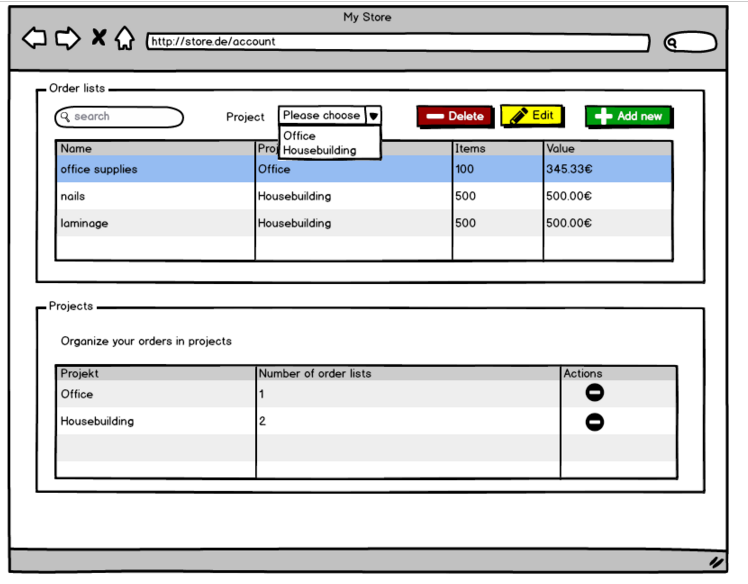 My Store
http://store.de/account
Order lists
search Project Please choose Delete Edit Add new
Office
Housebuilding
Name Proj Items Value
office supplies Office 100 345.33€
nails Housebuilding 500 500.00€
laminage Housebuilding 500 500.00€
Projects
Organize your orders in projects
Projekt Number of order lists Actions
Office 1
Housebuilding 2